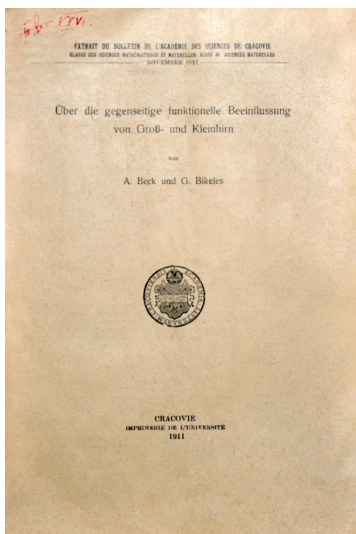 EXTRAIT DU BULLETIN DE L'ACADÉMIE DES SCIENCES DE CRACOVIE
CLASSE DES SCIENCES MATHÉMATIQUES ET NATURELLES. SÉRIE B: SCIENCES NATURELLES
NOVEMBRE 1911
Über die gegenseitige funktionelle Beeinflussung
von Groß- und Kleinhirn
von
A. Beck und G. Bikeles
CRACOVIE
IMPRIMERIE DE L'UNIVERSITÉ
1911